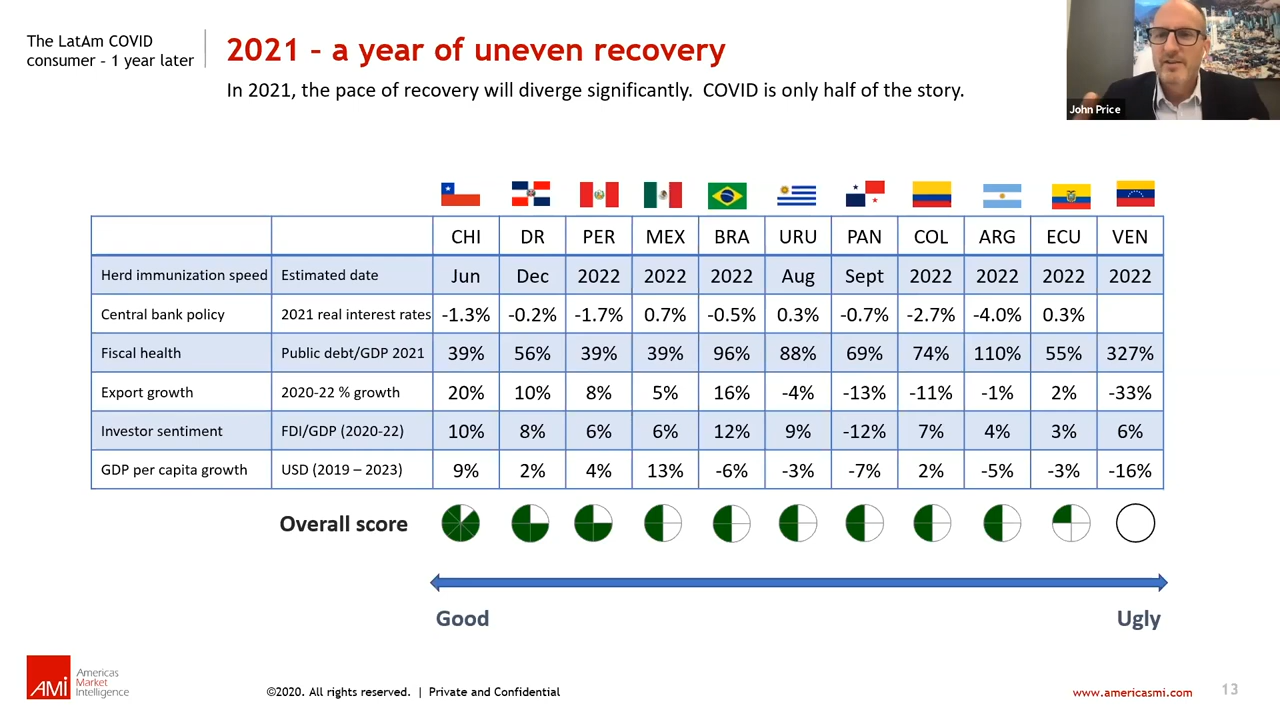 The LatAm COVID
consumer - 1 year later
2021 – a year of uneven recovery
In 2021, the pace of recovery will diverge significantly. COVID is only half of the story.
John Price
CHI DR PER MEX BRA URU PAN COL ARG ECU VEN
Herd immunization speed Estimated date Jun Dec 2022 2022 2022 Aug Sept 2022 2022 2022 2022
Central bank policy 2021 real interest rates -1.3% -0.2% -1.7% 0.7% -0.5% 0.3% -0.7% -2.7% -4.0% 0.3%
Fiscal health Public debt/GDP 2021 39% 56% 39% 39% 96% 88% 69% 74% 110% 55% 327%
Export growth 2020-22 % growth 20% 10% 8% 5% 16% -4% -13% -11% -1% 2% -33%
Investor sentiment FDI/GDP (2020-22) 10% 8% 6% 6% 12% 9% -12% 7% 4% 3% 6%
GDP per capita growth USD (2019 – 2023) 9% 2% 4% 13% -6% -3% -7% 2% -5% -3% -16%
Overall score
Good Ugly
AMI Americas
Market
Intelligence
©2020. All rights reserved. | Private and Confidential
www.americasmi.com 13